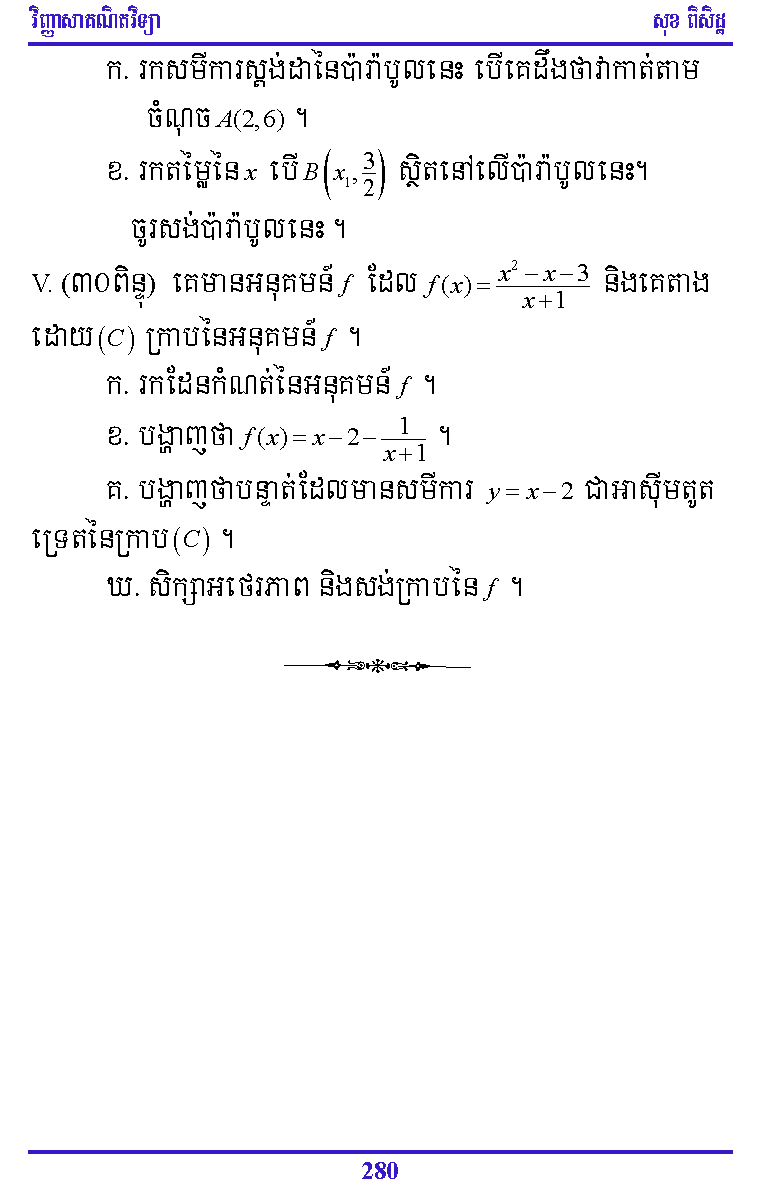 វិញ្ញាសាគណិតវិទ្យា សុខ ពិសិដ្ឋ
ក. រកសមីការស្តង់ដានៃប៉ារ៉ាបូលនេះ បើគេដឹងថាវាកាត់តាម
ចំណុច A(2,6) ។
ខ. រកតម្លៃនៃ x បើ B(x₁, 3/2) ស្ថិតនៅលើប៉ារ៉ាបូលនេះ។
ចូរសង់ប៉ារ៉ាបូលនេះ ។
V. (៣០ពិន្ទុ) គេមានអនុគមន៍ f ដែល f(x) = (x² − x − 3)/(x + 1) និងគេតាង
ដោយ (C) ក្រាបនៃអនុគមន៍ f ។
ក. រកដែនកំណត់នៃអនុគមន៍ f ។
ខ. បង្ហាញថា f(x) = x − 2 − 1/(x + 1) ។
គ. បង្ហាញថាបន្ទាត់ដែលមានសមីការ y = x − 2 ជាអាស៊ីមតូត
ទ្រេតនៃក្រាប (C) ។
ឃ. សិក្សាអថេរភាព និងសង់ក្រាបនៃ f ។
280